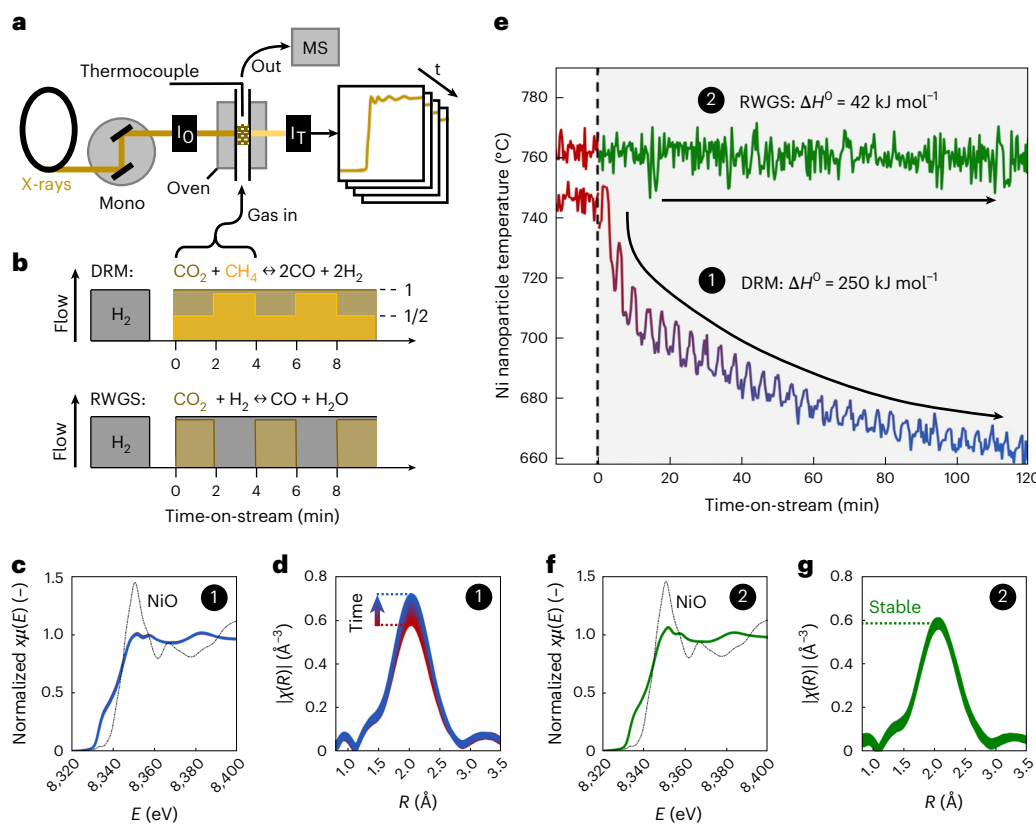 a
MS
Thermocouple
Out
t
I₀
I_T
X-rays
Oven
Mono
Gas in
b
DRM:
CO₂ + CH₄ ↔ 2CO + 2H₂
Flow
H₂
1
1/2
0 2 4 6 8
RWGS:
CO₂ + H₂ ↔ CO + H₂O
Flow
H₂
0 2 4 6 8
Time-on-stream (min)
e
2 RWGS: ΔH⁰ = 42 kJ mol⁻¹
1 DRM: ΔH⁰ = 250 kJ mol⁻¹
Ni nanoparticle temperature (°C)
780
760
740
720
700
680
660
0 20 40 60 80 100 120
Time-on-stream (min)
c
1
NiO
Normalized xμ(E) (–)
1.5
1.0
0.5
0
8,320 8,340 8,360 8,380 8,400
E (eV)
d
1
Time
|χ(R)| (Å⁻³)
0.8
0.6
0.4
0.2
0
1.0 1.5 2.0 2.5 3.0 3.5
R (Å)
f
2
NiO
Normalized xμ(E) (–)
1.5
1.0
0.5
0
8,320 8,340 8,360 8,380 8,400
E (eV)
g
2
Stable
|χ(R)| (Å⁻³)
0.8
0.6
0.4
0.2
0
1.0 1.5 2.0 2.5 3.0 3.5
R (Å)